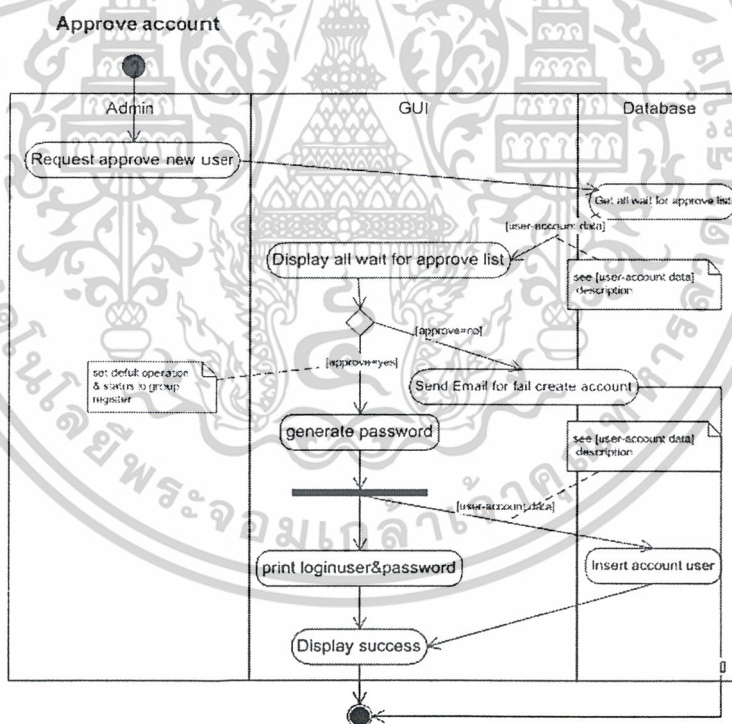 Approve account
Admin
GUI
Database
Request approve new user
Get all wait for approve list
[user-account data]
Display all wait for approve list
see [user-account data]
description
[approve=no]
[approve=yes]
set defult operation
& status to group
register
Send Email for fail create account
generate password
see [user-account data]
description
[user-account data]
print loginuser&password
Insert account user
Display success